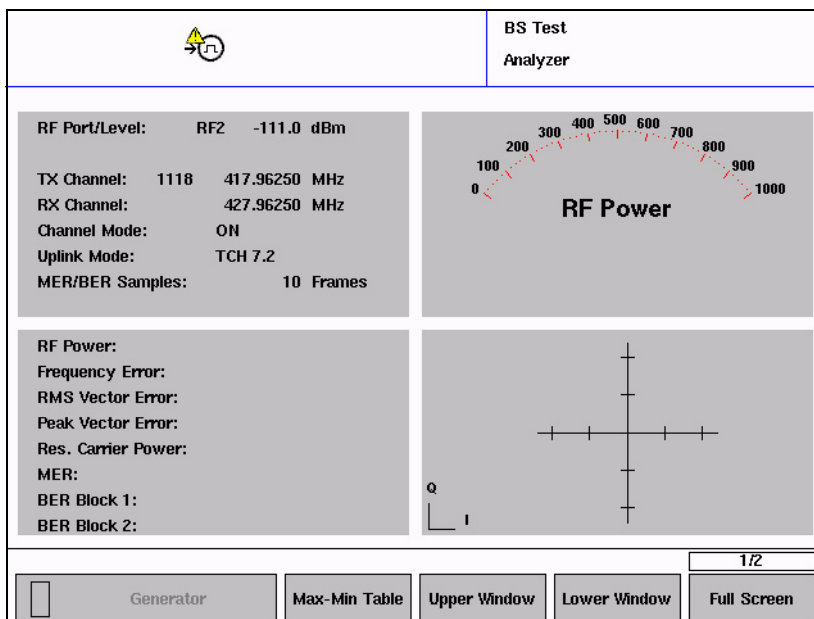 BS Test
Analyzer
RF Port/Level: RF2 -111.0 dBm
TX Channel: 1118 417.96250 MHz
RX Channel: 427.96250 MHz
Channel Mode: ON
Uplink Mode: TCH 7.2
MER/BER Samples: 10 Frames
0 100 200 300 400 500 600 700 800 900 1000
RF Power
RF Power:
Frequency Error:
RMS Vector Error:
Peak Vector Error:
Res. Carrier Power:
MER:
BER Block 1:
BER Block 2:
Q
I
1/2
Generator
Max-Min Table
Upper Window
Lower Window
Full Screen